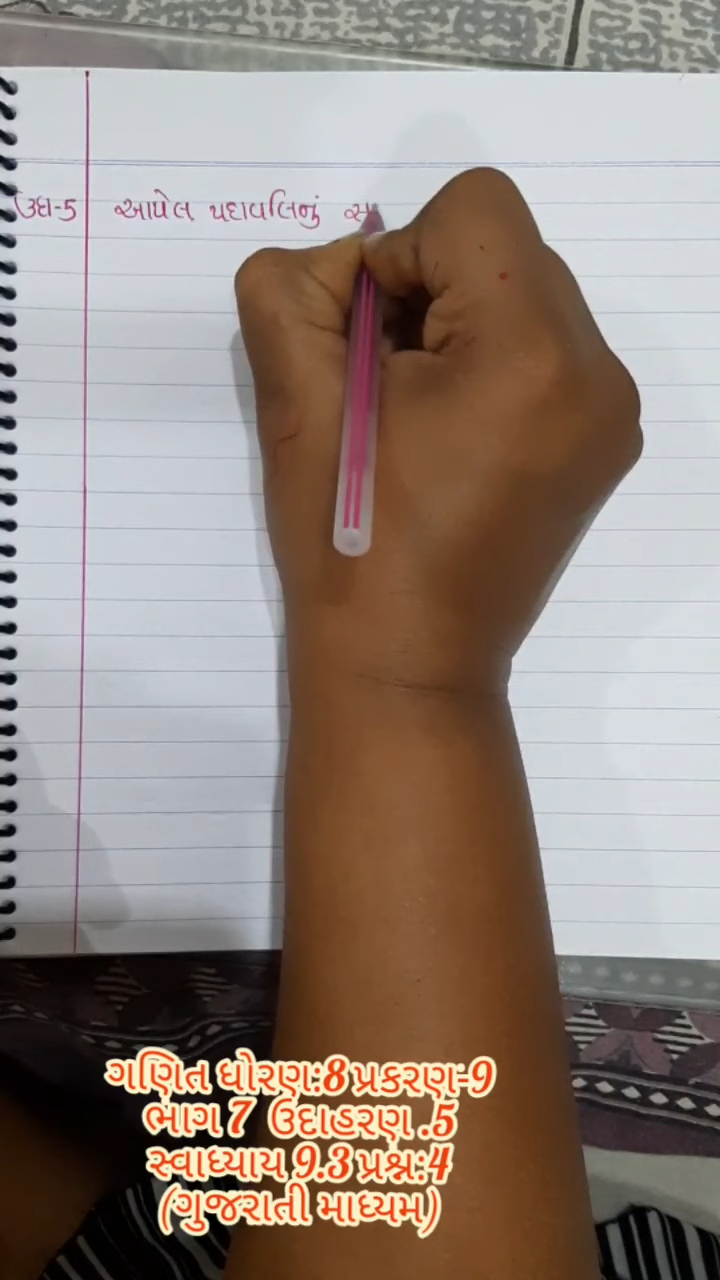 ઉદા-5 આપેલ પદાવલિનું
ગણિત ધોરણ:8 પ્રકરણ-9
ભાગ 7 ઉદાહરણ .5
સ્વાધ્યાય 9.3 પ્રશ્ન:4
(ગુજરાતી માધ્યમ)